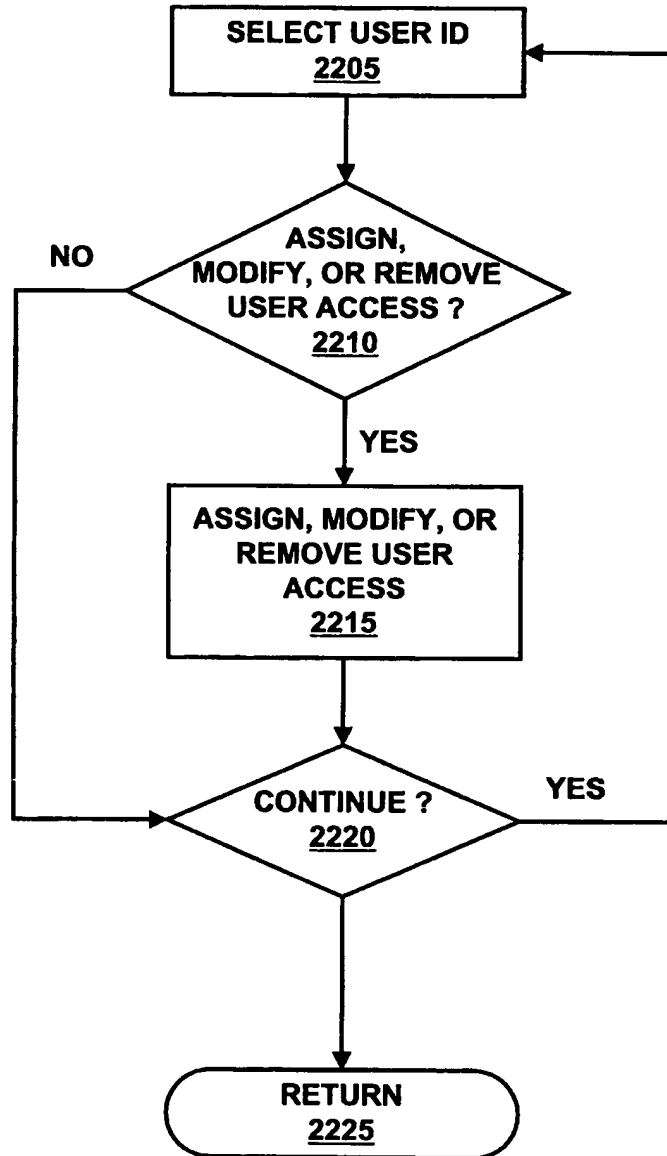 SELECT USER ID
2205
ASSIGN,
MODIFY, OR REMOVE
USER ACCESS ?
2210
NO
YES
ASSIGN, MODIFY, OR
REMOVE USER
ACCESS
2215
CONTINUE ?
2220
YES
RETURN
2225